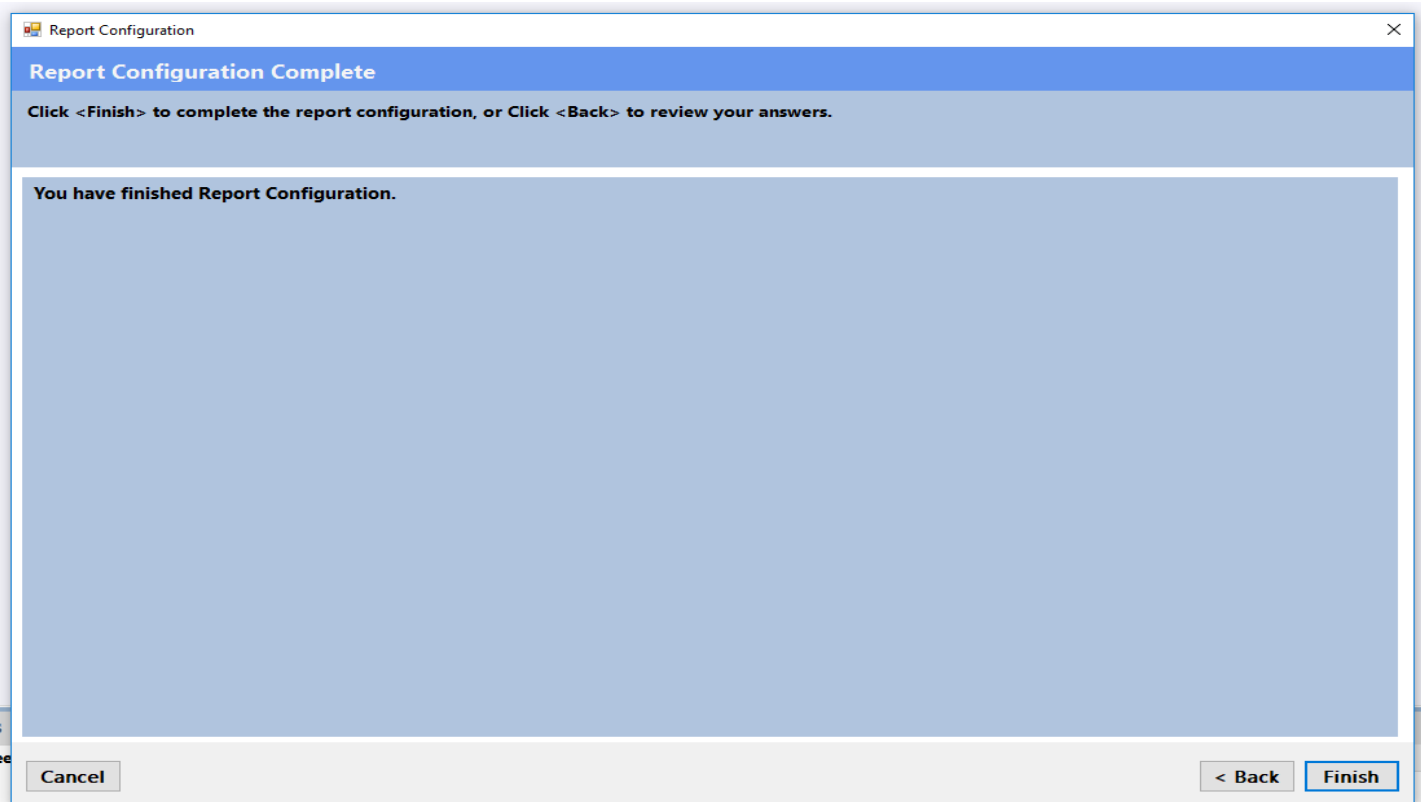 Report Configuration
Report Configuration Complete
Click <Finish> to complete the report configuration, or Click <Back> to review your answers.
You have finished Report Configuration.
Cancel
< Back
Finish